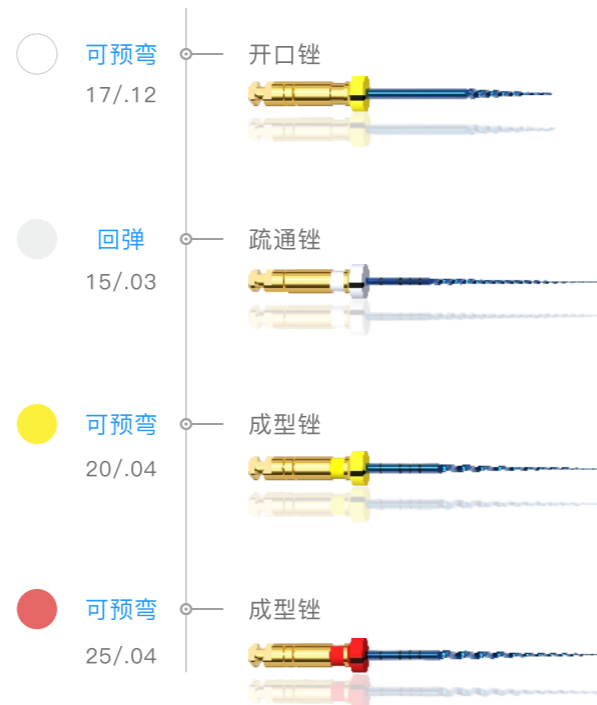 可预弯 开口锉
17/.12
回弹 疏通锉
15/.03
可预弯 成型锉
20/.04
可预弯 成型锉
25/.04